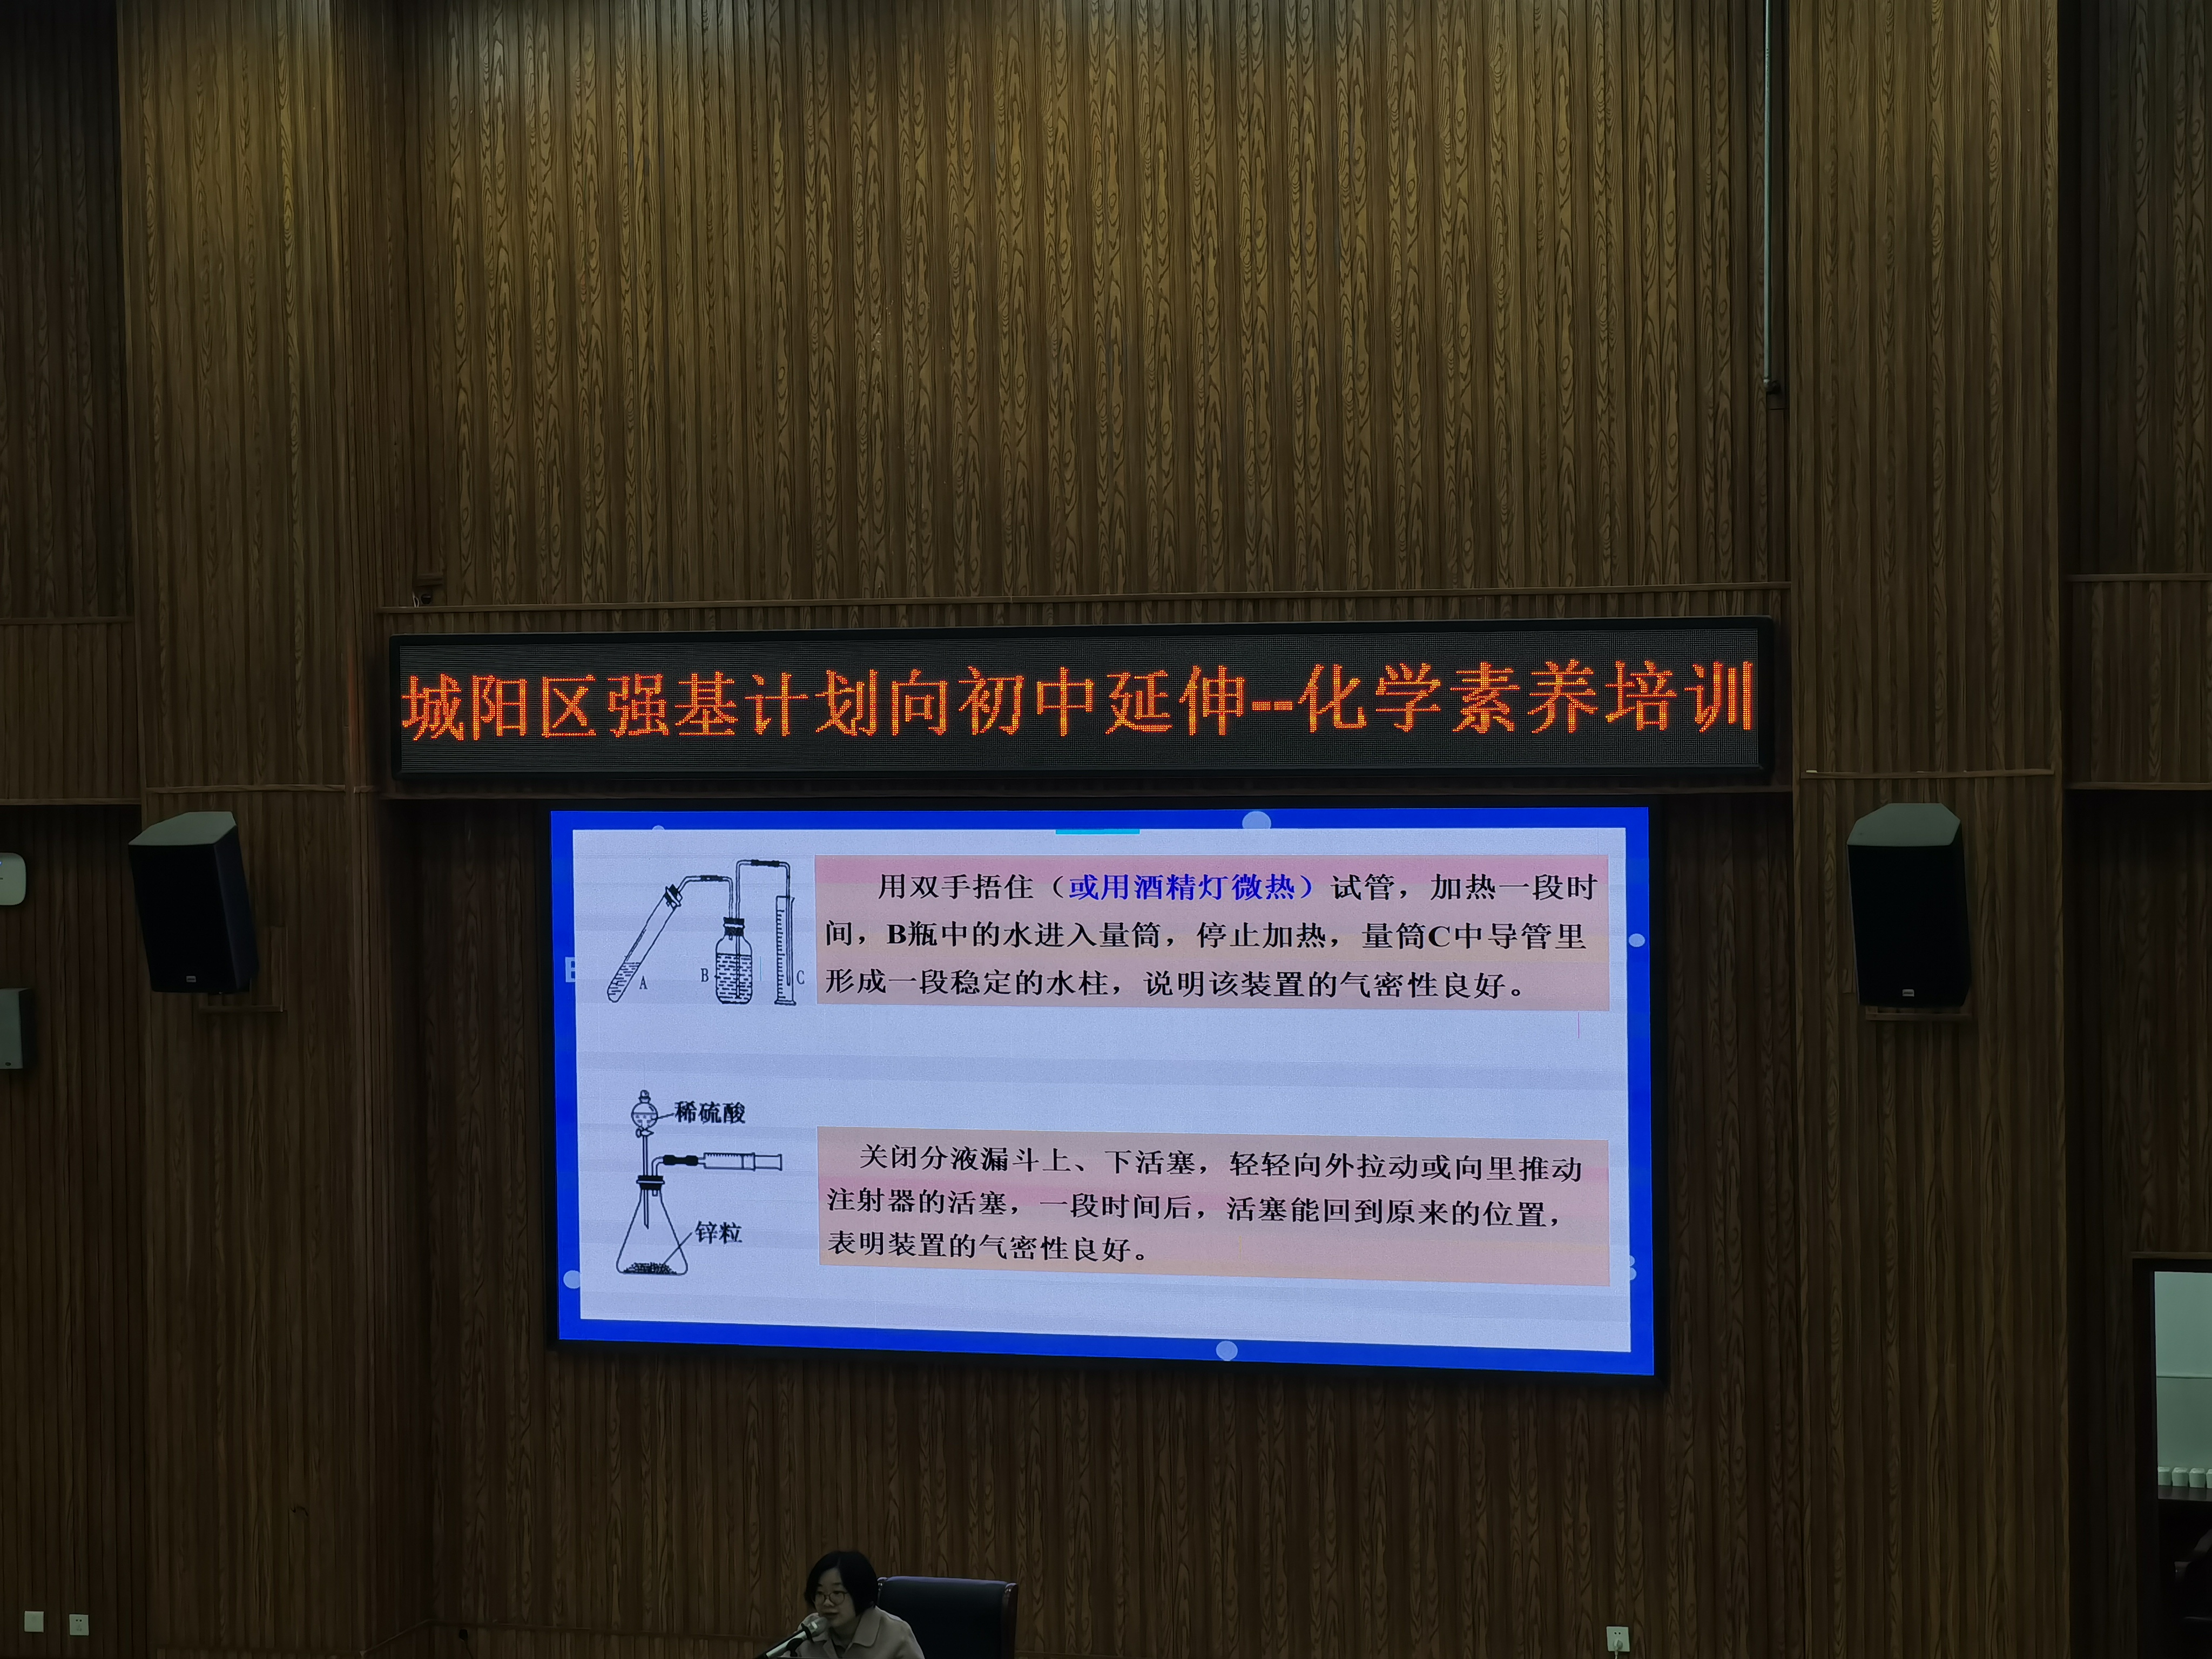 城阳区强基计划向初中延伸--化学素养培训
用双手捂住（或用酒精灯微热）试管，加热一段时
间，B瓶中的水进入量筒，停止加热，量筒C中导管里
形成一段稳定的水柱，说明该装置的气密性良好。
A
B
C
稀硫酸
锌粒
关闭分液漏斗上、下活塞，轻轻向外拉动或向里推动
注射器的活塞，一段时间后，活塞能回到原来的位置，
表明装置的气密性良好。